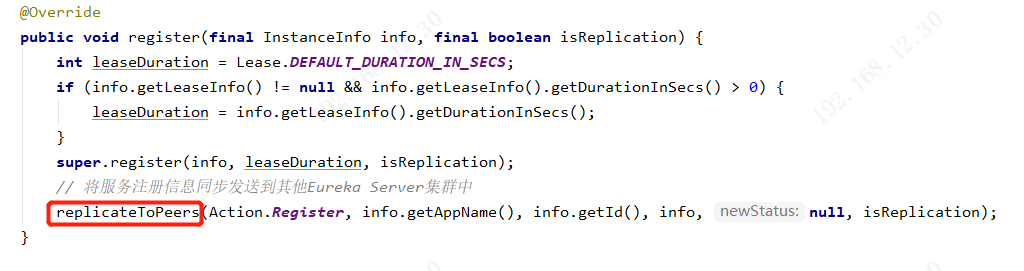 @Override
public void register(final InstanceInfo info, final boolean isReplication) {
int leaseDuration = Lease.DEFAULT_DURATION_IN_SECS;
if (info.getLeaseInfo() != null && info.getLeaseInfo().getDurationInSecs() > 0) {
leaseDuration = info.getLeaseInfo().getDurationInSecs();
}
super.register(info, leaseDuration, isReplication);
// 将服务注册信息同步发送到其他Eureka Server集群中
replicateToPeers(Action.Register, info.getAppName(), info.getId(), info, newStatus: null, isReplication);
}
192.168.12.30